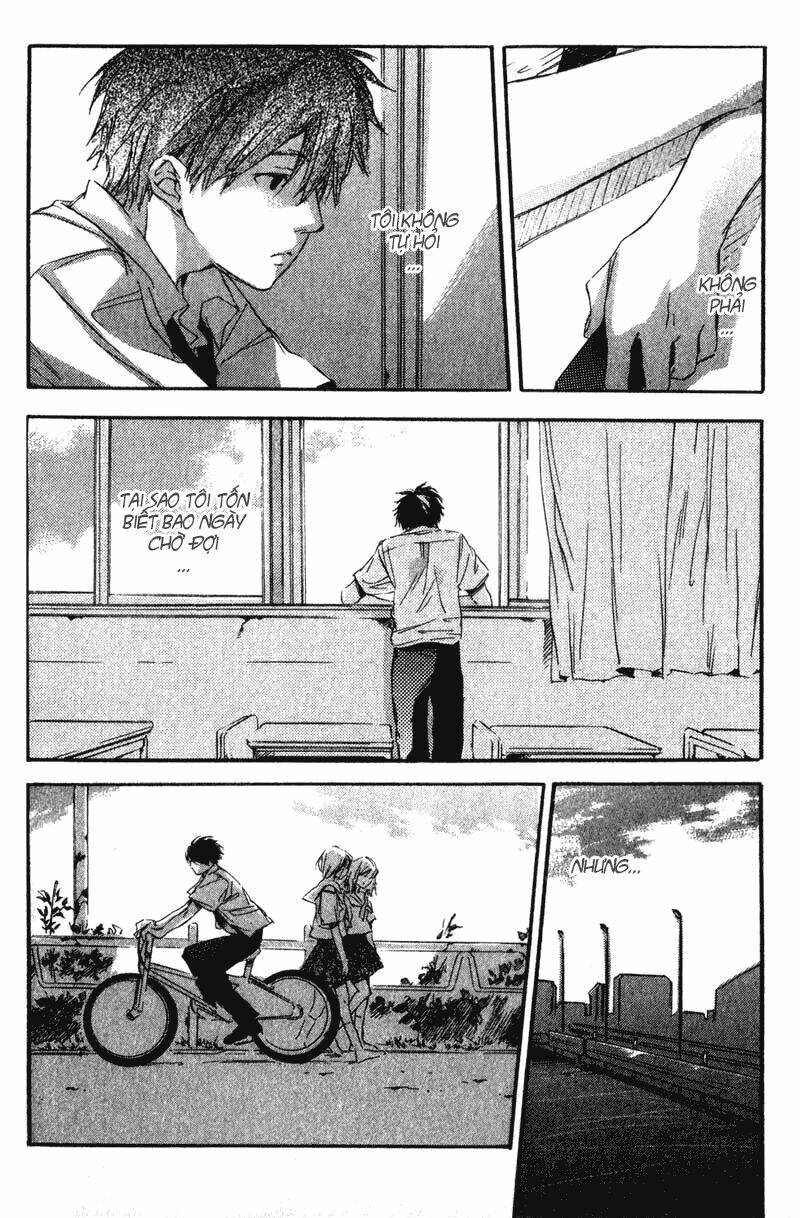 KHÔNG
PHẢI
...
TÔI KHÔNG
TỰ HỎI
...
TẠI SAO TÔI TỐN
BIẾT BAO NGÀY
CHỜ ĐỢI
...
NHƯNG...